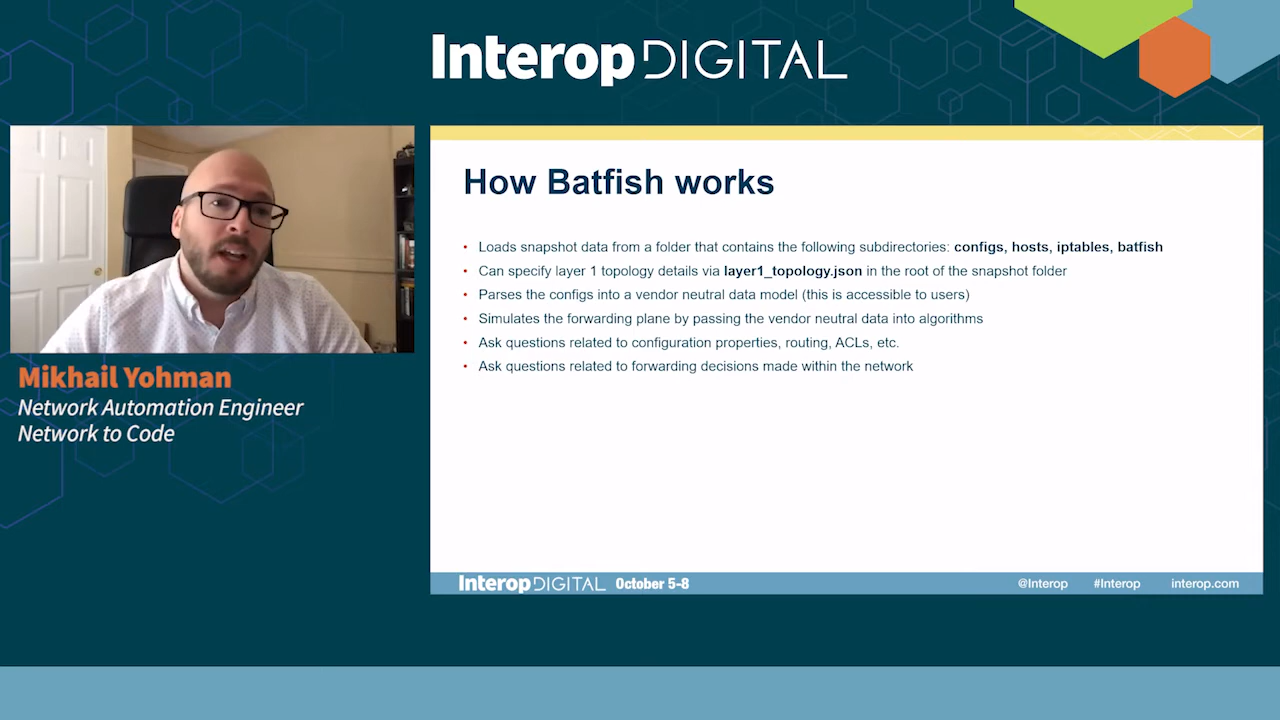 Interop DIGITAL
Mikhail Yohman
Network Automation Engineer
Network to Code
How Batfish works
• Loads snapshot data from a folder that contains the following subdirectories: configs, hosts, iptables, batfish
• Can specify layer 1 topology details via layer1_topology.json in the root of the snapshot folder
• Parses the configs into a vendor neutral data model (this is accessible to users)
• Simulates the forwarding plane by passing the vendor neutral data into algorithms
• Ask questions related to configuration properties, routing, ACLs, etc.
• Ask questions related to forwarding decisions made within the network
Interop DIGITAL October 5-8 @Interop #Interop interop.com